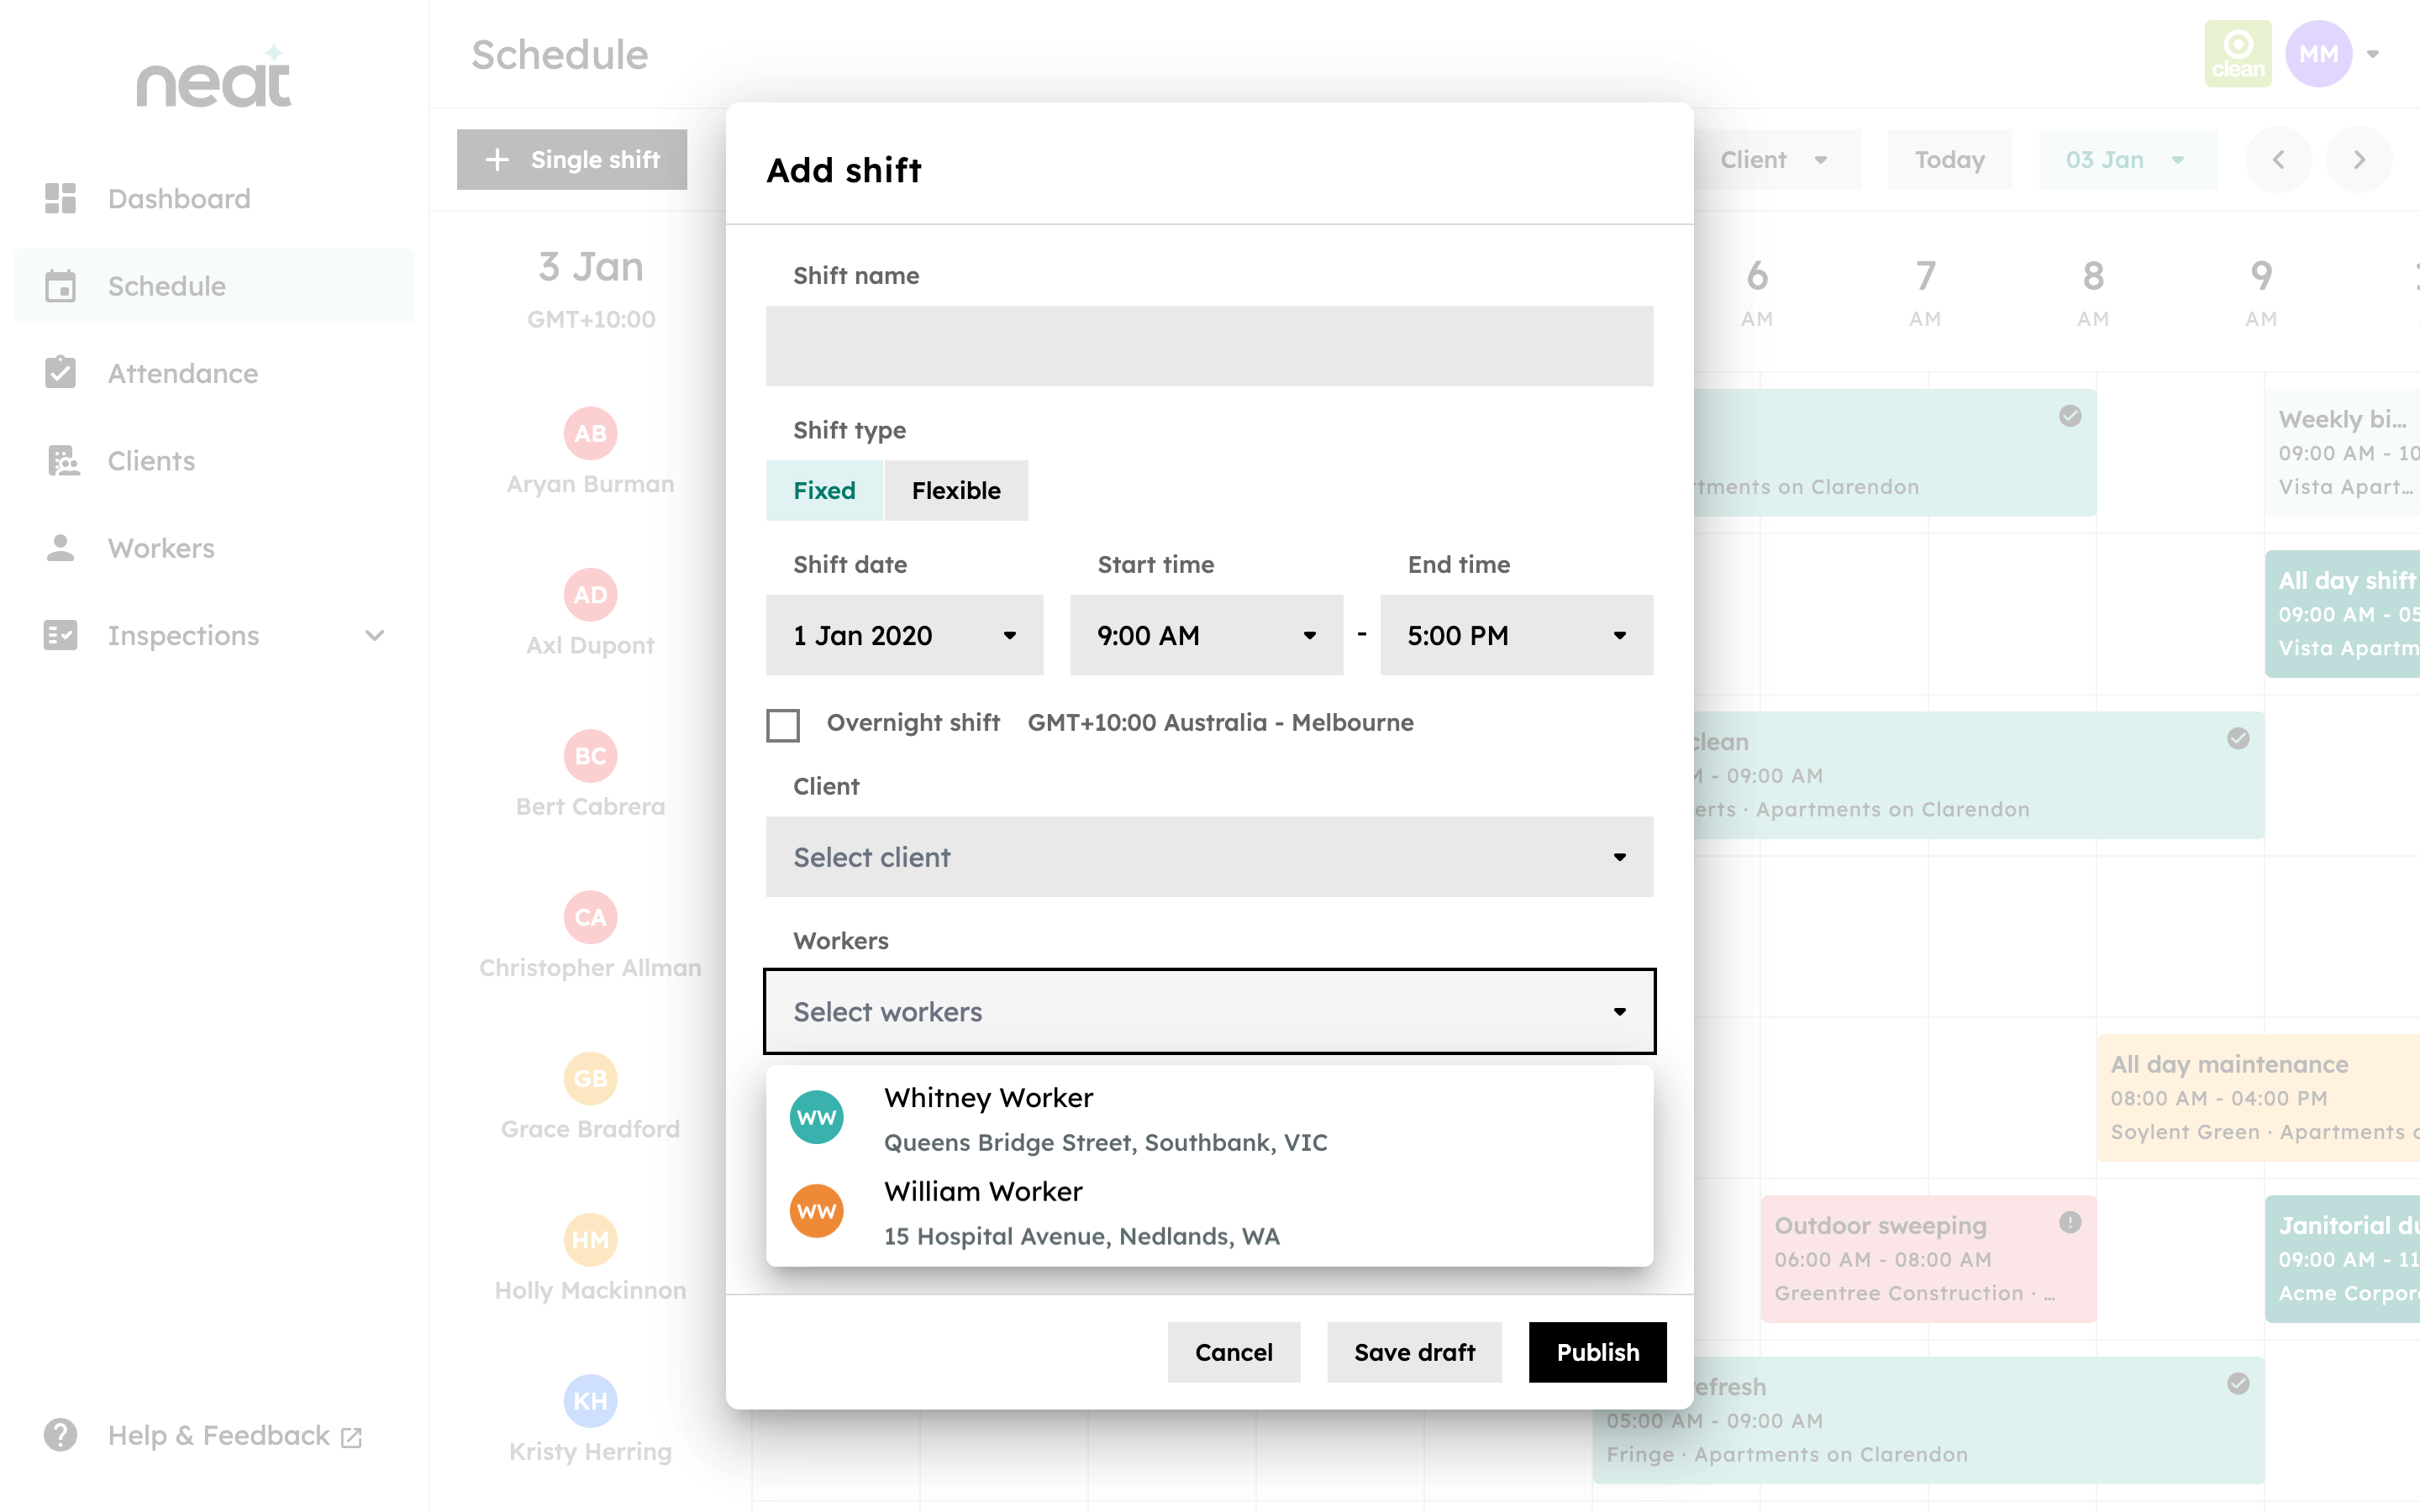 neat
Dashboard
Schedule
Attendance
Clients
Workers
Inspections
Help & Feedback
Schedule
clean
MM
Single shift
Client
Today
03 Jan
3 Jan
GMT+10:00
6
AM
7
AM
8
AM
9
AM
AB
Aryan Burman
AD
Axl Dupont
BC
Bert Cabrera
CA
Christopher Allman
GB
Grace Bradford
HM
Holly Mackinnon
KH
Kristy Herring
Add shift
Shift name
Shift type
Fixed
Flexible
Shift date
Start time
End time
1 Jan 2020
9:00 AM
-
5:00 PM
Overnight shift
GMT+10:00 Australia - Melbourne
Client
Select client
Workers
Select workers
WW
Whitney Worker
Queens Bridge Street, Southbank, VIC
WW
William Worker
15 Hospital Avenue, Nedlands, WA
Cancel
Save draft
Publish
on Clarendon
Weekly bi...
09:00 AM - 10
Vista Apart...
All day shift
09:00 AM - 05
Vista Apartm
clean
- 09:00 AM
· Apartments on Clarendon
All day maintenance
08:00 AM - 04:00 PM
Soylent Green · Apartments
Outdoor sweeping
06:00 AM - 08:00 AM
Greentree Construction · ...
Janitorial du
09:00 AM - 11
Acme Corpor
efresh
05:00 AM - 09:00 AM
Fringe · Apartments on Clarendon